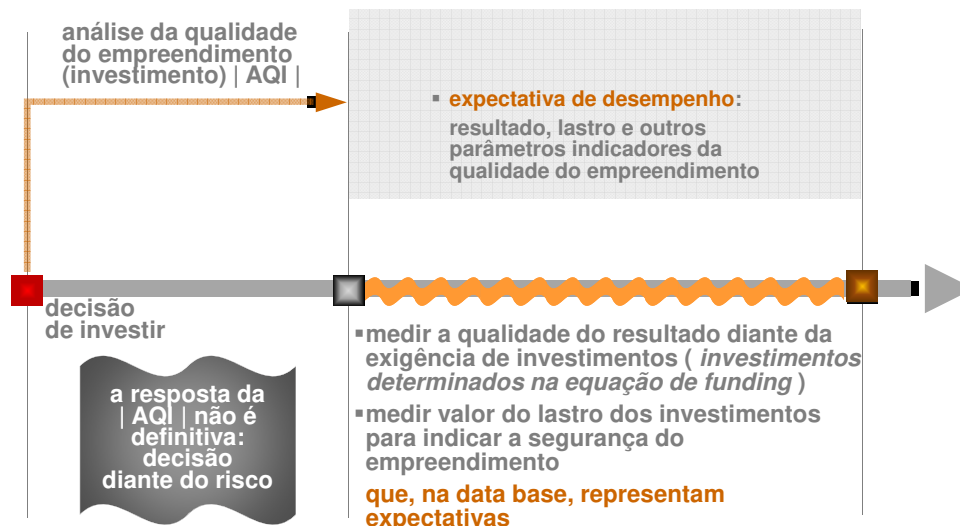 análise da qualidade
do empreendimento
(investimento) | AQI |
▪ expectativa de desempenho:
resultado, lastro e outros
parâmetros indicadores da
qualidade do empreendimento
decisão
de investir
a resposta da
| AQI | não é
definitiva:
decisão
diante do risco
▪medir a qualidade do resultado diante da
exigência de investimentos ( investimentos
determinados na equação de funding )
▪medir valor do lastro dos investimentos
para indicar a segurança do
empreendimento
que, na data base, representam
expectativas